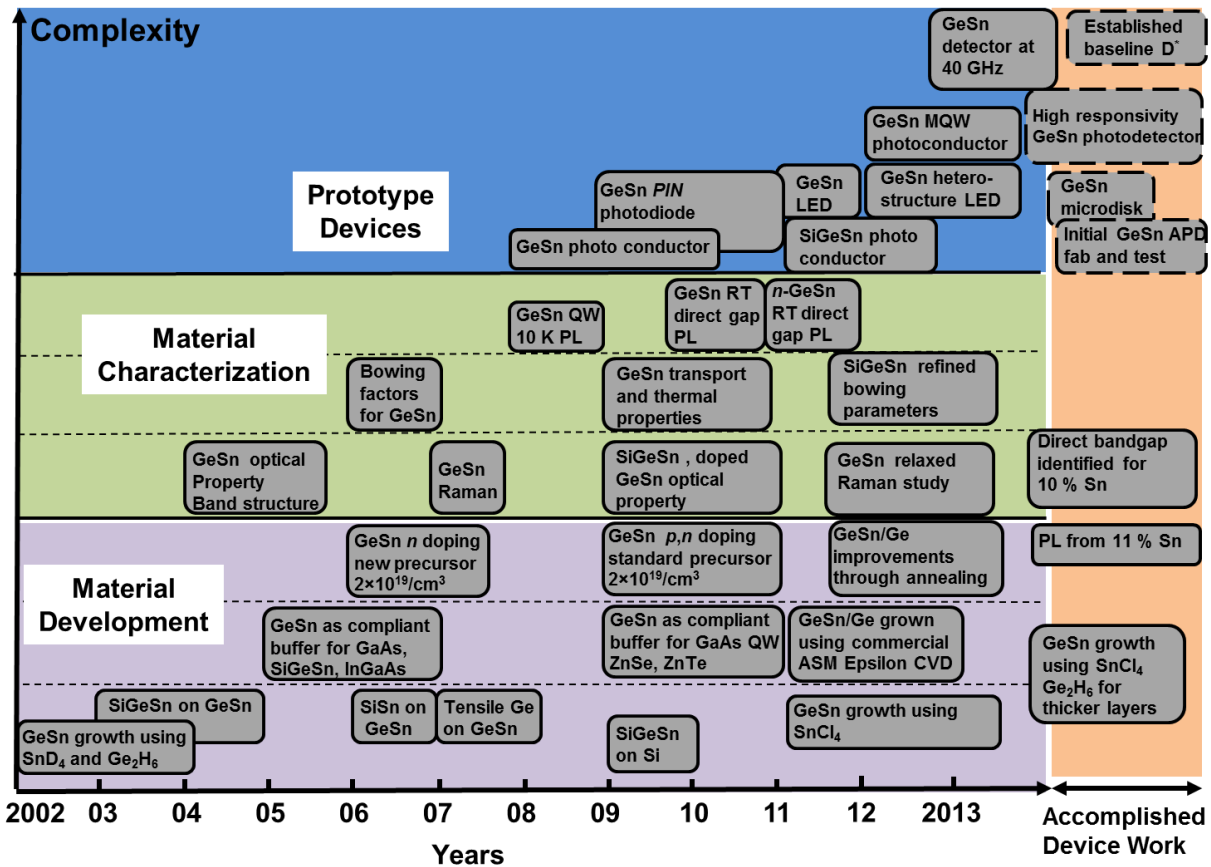 Complexity
GeSn
detector at
40 GHz
Established
baseline D*
High responsivity
GeSn photodetector
GeSn MQW
photoconductor
Prototype
Devices
GeSn PIN
photodiode
GeSn
LED
GeSn hetero-
structure LED
GeSn
microdisk
GeSn photo conductor
SiGeSn photo
conductor
Initial GeSn APD
fab and test
Material
Characterization
GeSn QW
10 K PL
GeSn RT
direct gap
PL
n-GeSn
RT direct
gap PL
Bowing
factors
for GeSn
GeSn transport
and thermal
properties
SiGeSn refined
bowing
parameters
GeSn optical
Property
Band structure
GeSn
Raman
SiGeSn , doped
GeSn optical
property
GeSn relaxed
Raman study
Direct bandgap
identified for
10 % Sn
Material
Development
GeSn n doping
new precursor
2×10¹⁹/cm³
GeSn p,n doping
standard precursor
2×10¹⁹/cm³
GeSn/Ge
improvements
through annealing
PL from 11 % Sn
GeSn as compliant
buffer for GaAs,
SiGeSn, InGaAs
GeSn as compliant
buffer for GaAs QW
ZnSe, ZnTe
GeSn/Ge grown
using commercial
ASM Epsilon CVD
GeSn growth
using SnCl₄
Ge₂H₆ for
thicker layers
SiGeSn on GeSn
GeSn growth using
SnD₄ and Ge₂H₆
SiSn on
GeSn
Tensile Ge
on GeSn
SiGeSn
on Si
GeSn growth using
SnCl₄
2002 03 04 05 06 07 08 09 10 11 12 2013
Years
Accomplished
Device Work